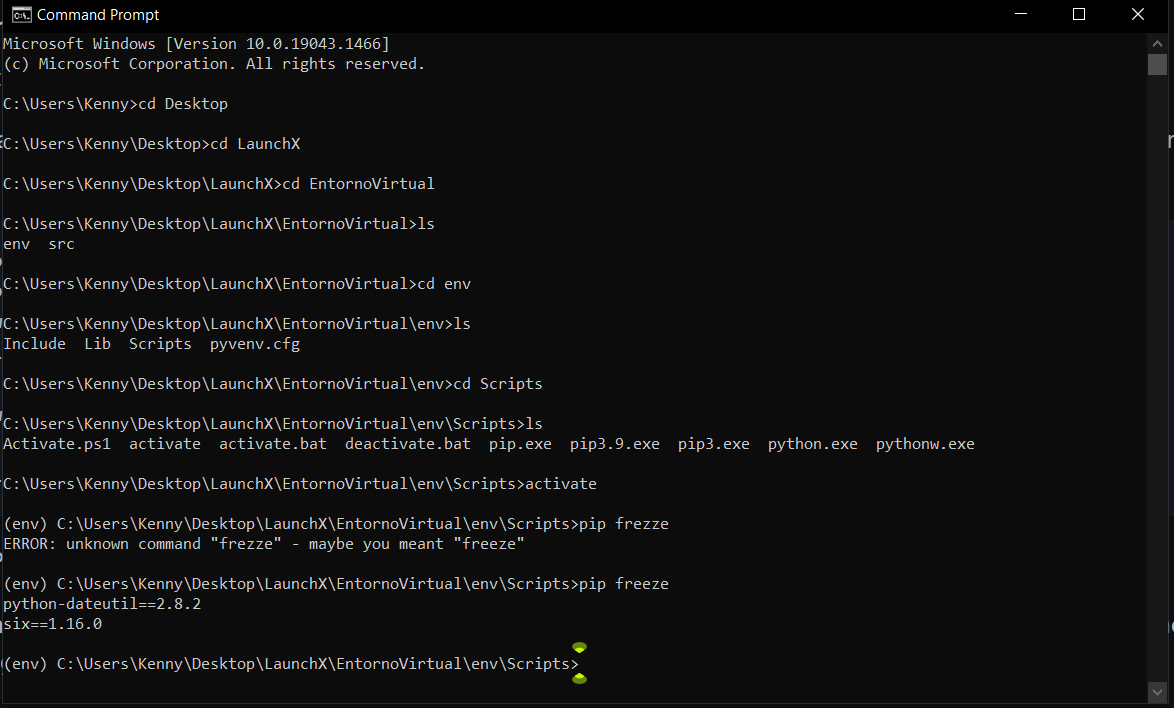 Command Prompt
Microsoft Windows [Version 10.0.19043.1466]
(c) Microsoft Corporation. All rights reserved.
C:\Users\Kenny>cd Desktop
C:\Users\Kenny\Desktop>cd LaunchX
C:\Users\Kenny\Desktop\LaunchX>cd EntornoVirtual
C:\Users\Kenny\Desktop\LaunchX\EntornoVirtual>ls
env  src
C:\Users\Kenny\Desktop\LaunchX\EntornoVirtual>cd env
C:\Users\Kenny\Desktop\LaunchX\EntornoVirtual\env>ls
Include  Lib  Scripts  pyvenv.cfg
C:\Users\Kenny\Desktop\LaunchX\EntornoVirtual\env>cd Scripts
C:\Users\Kenny\Desktop\LaunchX\EntornoVirtual\env\Scripts>ls
Activate.ps1  activate  activate.bat  deactivate.bat  pip.exe  pip3.9.exe  pip3.exe  python.exe  pythonw.exe
C:\Users\Kenny\Desktop\LaunchX\EntornoVirtual\env\Scripts>activate
(env) C:\Users\Kenny\Desktop\LaunchX\EntornoVirtual\env\Scripts>pip frezze
ERROR: unknown command "frezze" - maybe you meant "freeze"
(env) C:\Users\Kenny\Desktop\LaunchX\EntornoVirtual\env\Scripts>pip freeze
python-dateutil==2.8.2
six==1.16.0
(env) C:\Users\Kenny\Desktop\LaunchX\EntornoVirtual\env\Scripts>